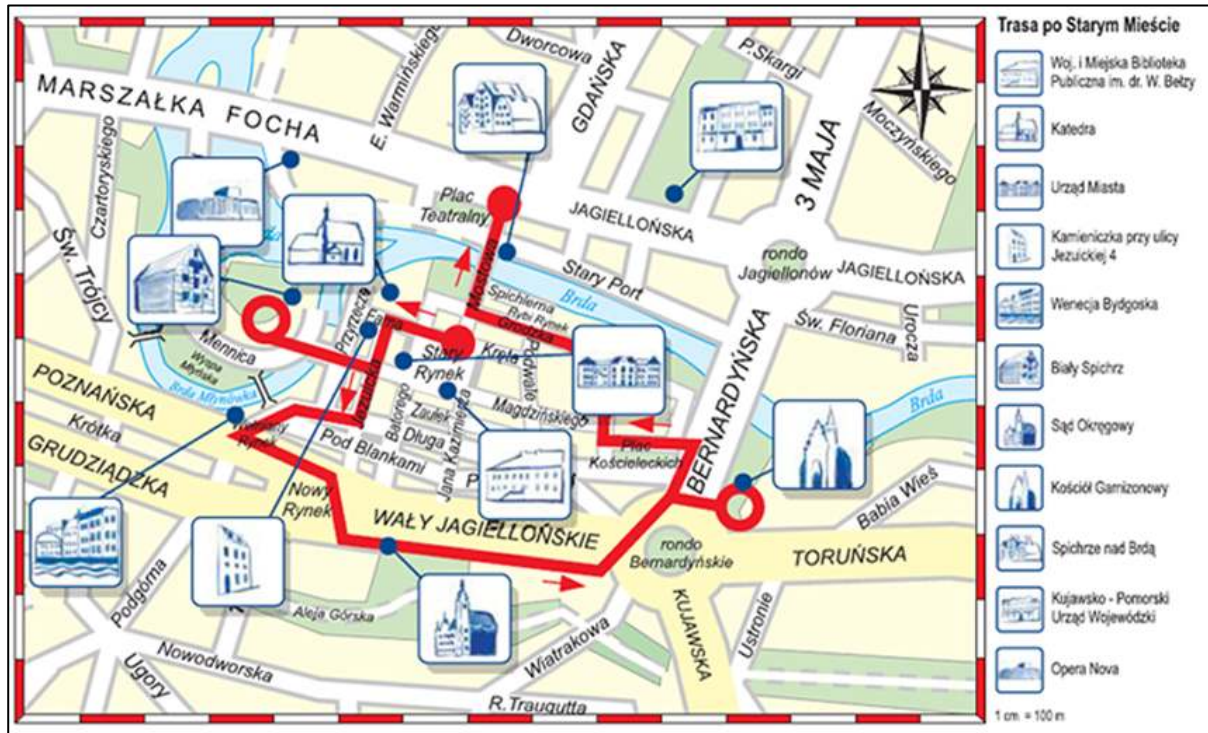 Trasa po Starym Mieście
Woj. i Miejska Biblioteka
Publiczna im. dr. W. Bełzy
Katedra
Urząd Miasta
Kamieniczka przy ulicy
Jezuickiej 4
Wenecja Bydgoska
Biały Spichrz
Sąd Okręgowy
Kościół Garnizonowy
Spichrze nad Brdą
Kujawsko - Pomorski
Urząd Wojewódzki
Opera Nova
1 cm. = 100 m
Dworcowa
P.Skargi
E. Warmińskiego
GDAŃSKA
MARSZAŁKA FOCHA
Moczyńskiego
Czartoryskiego
3 MAJA
Plac
Teatralny
JAGIELLOŃSKA
Św. Trójcy
rondo
Jagiellonów
JAGIELLOŃSKA
Stary Port
Brda
Mostowa
Spichlerna
Rybi Rynek
Grodzka
Przyrzecze
Św. Floriana
Urocza
Mennica
Wyspa
Młyńska
Stary
Rynek
Kręta
Podwale
BERNARDYŃSKA
POZNAŃSKA
Brda Młynówka
Jezuicka
Batorego
Zaułek
Magdzińskiego
Brda
Krótka
Wełniany
Rynek
Długa
Pod Blankami
Jana Kazimierza
Plac
Kościeleckich
GRUDZIĄDZKA
Nowy
Rynek
WAŁY JAGIELLOŃSKIE
Babia Wieś
rondo
Bernardyńskie
TORUŃSKA
Podgórna
Aleja Górska
KUJAWSKA
Ustronie
Nowodworska
Wiatrakowa
Ugory
R.Traugutta